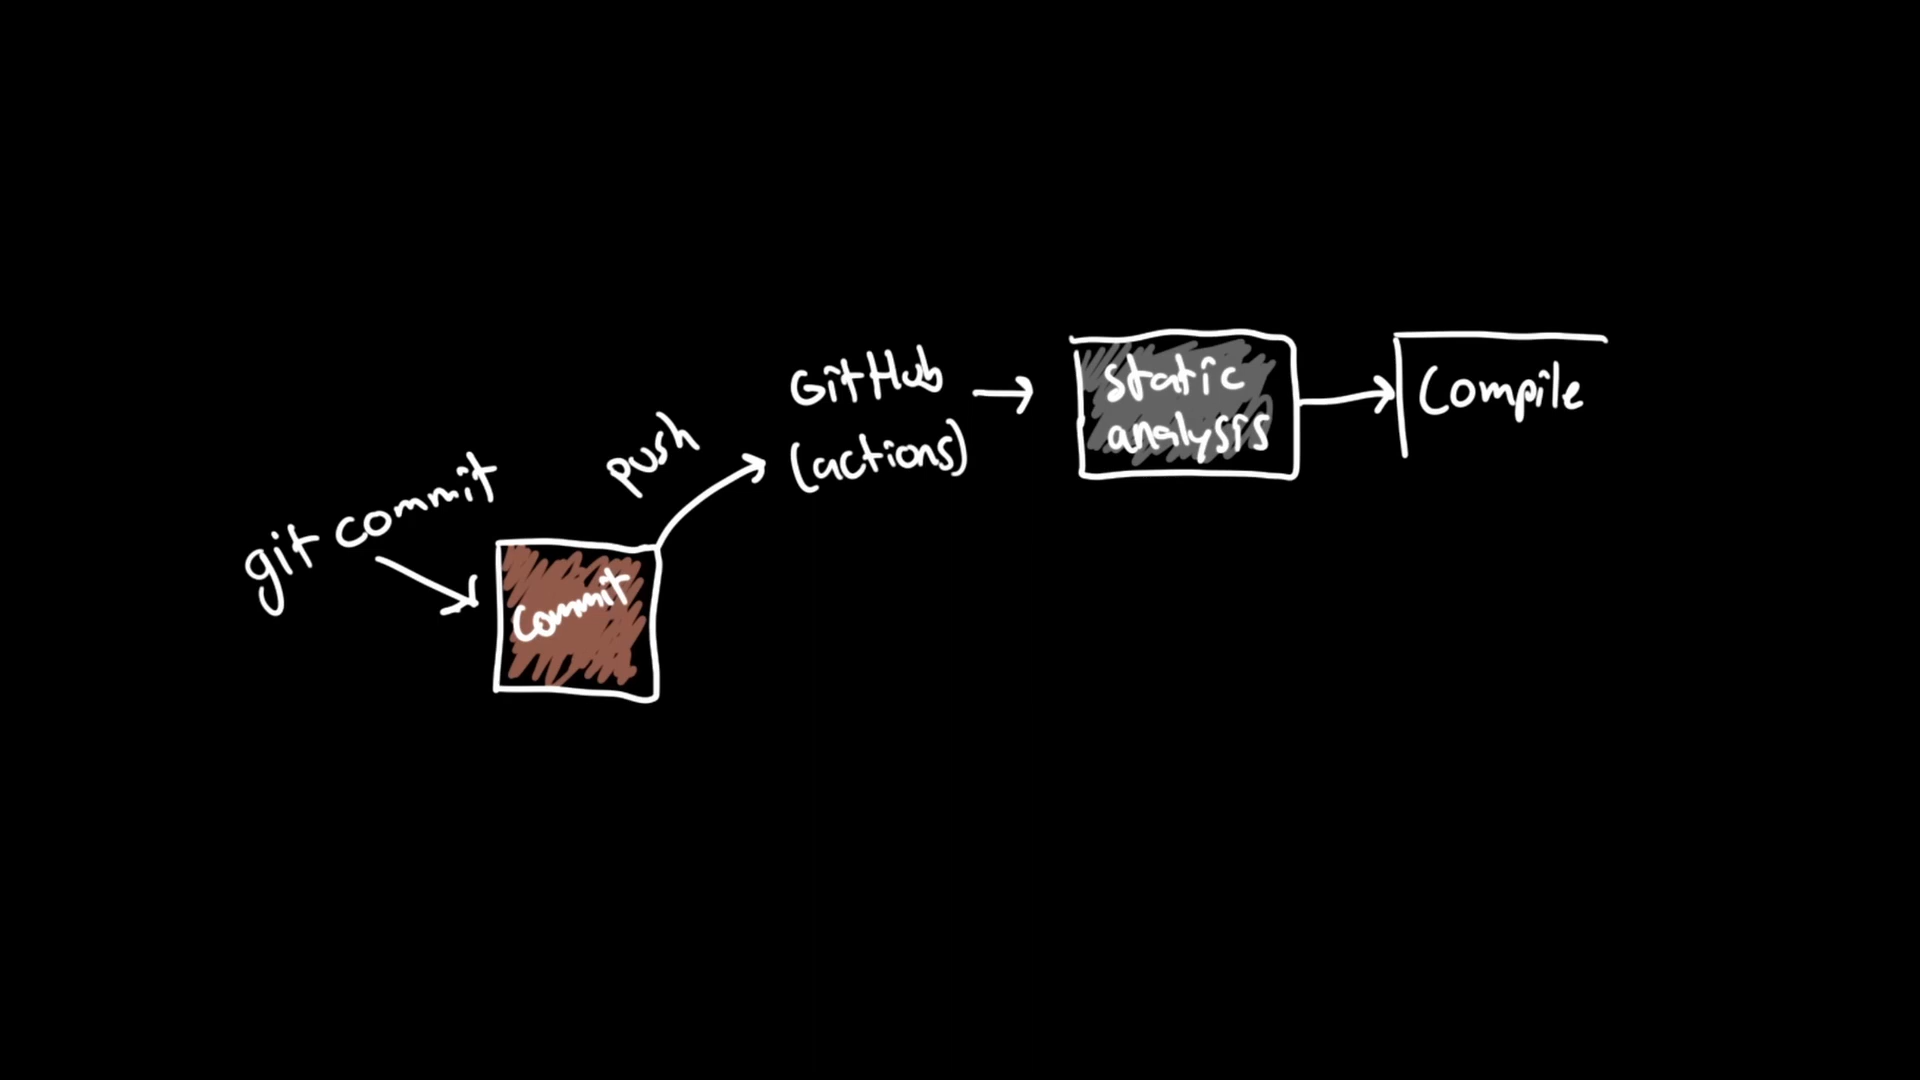 git commit
commit
push
GitHub
(actions)
static
analysis
Compile